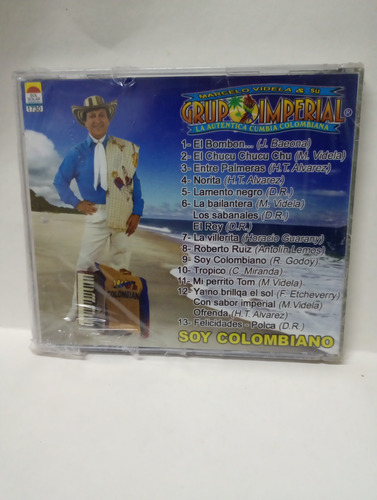 1730
MARCELO VIDELA & SU
GRUPO IMPERIAL®
LA AUTENTICA CUMBIA COLOMBIANA
1- El Bombon... (J. Baeona)
2- El Chucu Chucu Chu (M. Videla)
3- Entre Palmeras (H.T. Alvarez)
4- Norita (H.T. Alvarez)
5- Lamento negro (D.R.)
6- La bailantera (M. Videla)
Los sabanales (D.R.)
El Rey (D.R.)
7- La villerita (Horacio Guarany)
8- Roberto Ruiz (Antolin Lemos)
9- Soy Colombiano (R. Godoy)
10- Tropico (C. Miranda)
11- Mi perrito Tom (M.Videla)
12- Ya no brillqa el sol (F. Etcheverry)
Con sabor imperial (M.Videla)
Ofrenda (H.T. Alvarez)
13- Felicidades - Polca (D.R.)
SOY COLOMBIANO